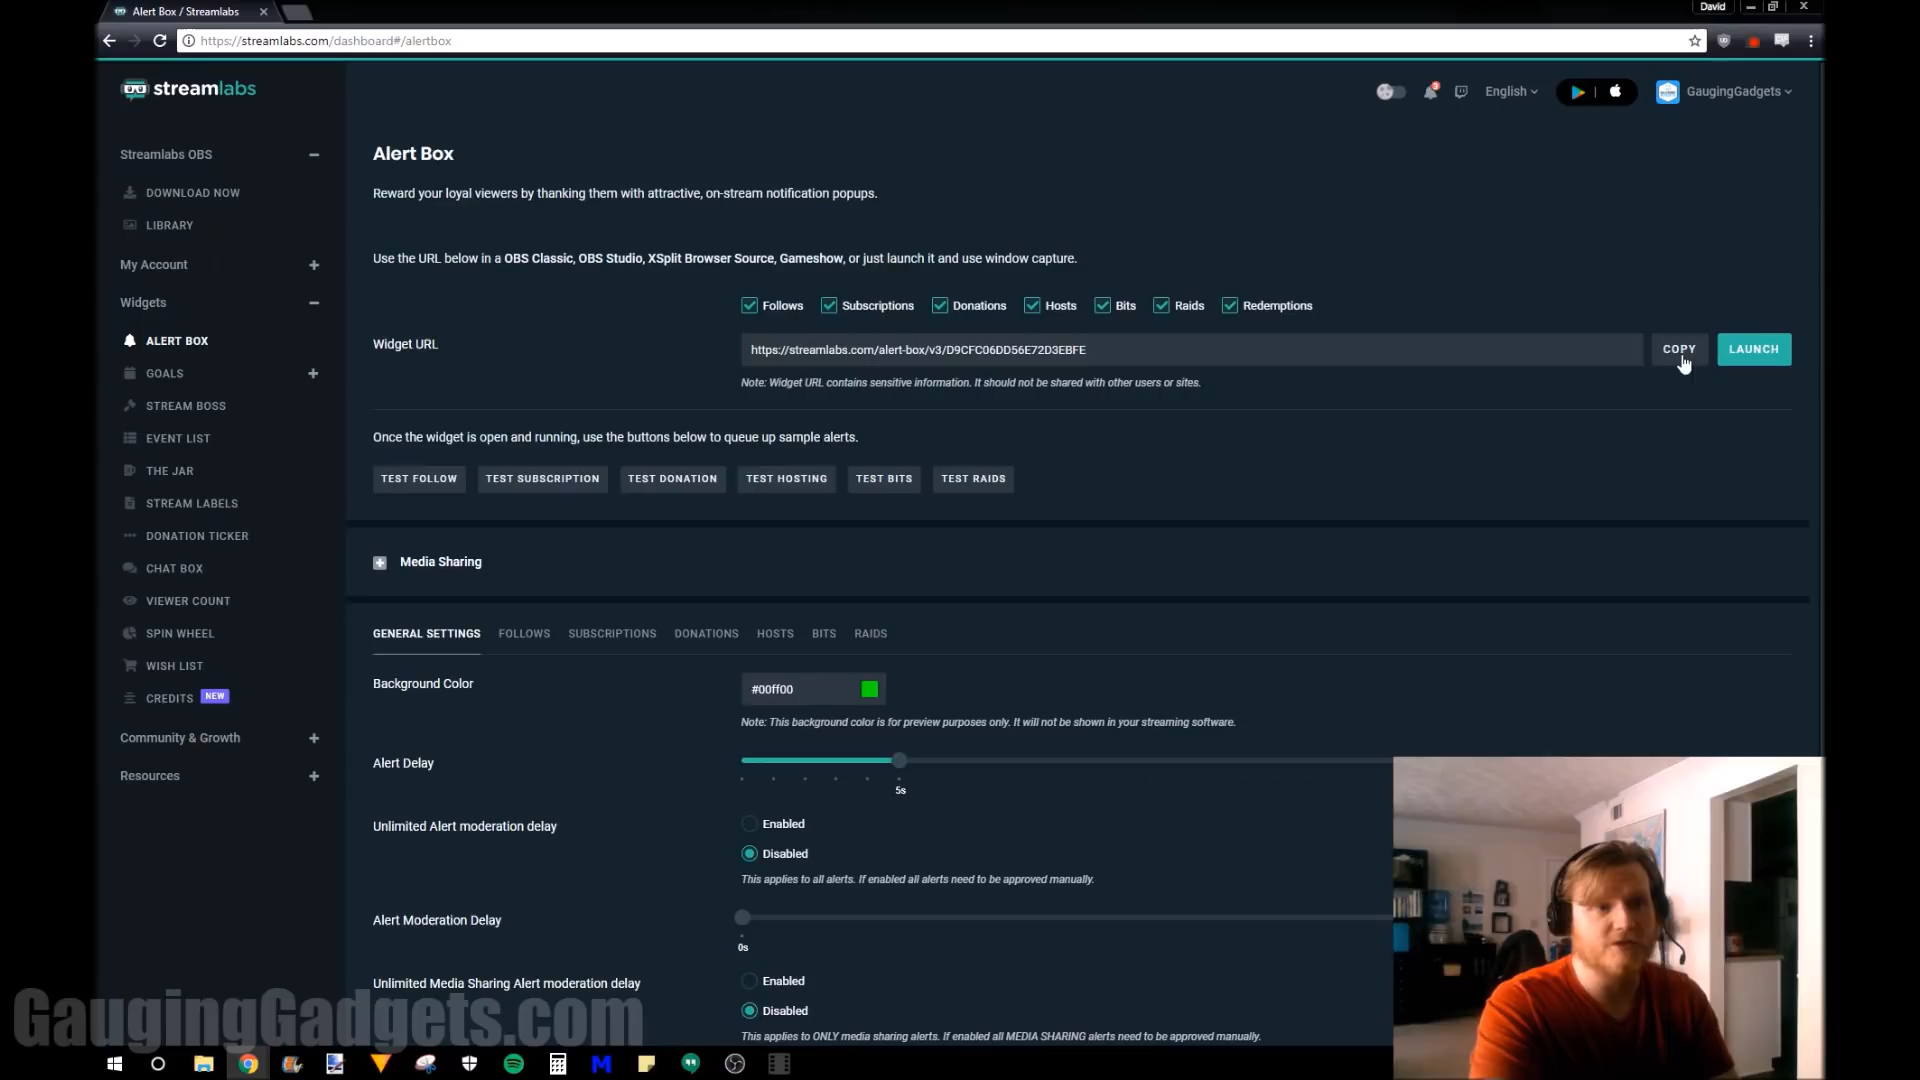 Alert Box / Streamlabs
David
https://streamlabs.com/dashboard#/alertbox
streamlabs
English
GaugingGadgets
Streamlabs OBS
DOWNLOAD NOW
LIBRARY
My Account
Widgets
ALERT BOX
GOALS
STREAM BOSS
EVENT LIST
THE JAR
STREAM LABELS
DONATION TICKER
CHAT BOX
VIEWER COUNT
SPIN WHEEL
WISH LIST
CREDITS NEW
Community & Growth
Resources
Alert Box
Reward your loyal viewers by thanking them with attractive, on-stream notification popups.
Use the URL below in a OBS Classic, OBS Studio, XSplit Browser Source, Gameshow, or just launch it and use window capture.
Follows Subscriptions Donations Hosts Bits Raids Redemptions
Widget URL
https://streamlabs.com/alert-box/v3/D9CFC06DD56E72D3EBFE
COPY LAUNCH
Note: Widget URL contains sensitive information. It should not be shared with other users or sites.
Once the widget is open and running, use the buttons below to queue up sample alerts.
TEST FOLLOW TEST SUBSCRIPTION TEST DONATION TEST HOSTING TEST BITS TEST RAIDS
Media Sharing
GENERAL SETTINGS FOLLOWS SUBSCRIPTIONS DONATIONS HOSTS BITS RAIDS
Background Color
#00ff00
Note: This background color is for preview purposes only. It will not be shown in your streaming software.
Alert Delay
5s
Unlimited Alert moderation delay
Enabled
Disabled
This applies to all alerts. If enabled all alerts need to be approved manually.
Alert Moderation Delay
0s
Unlimited Media Sharing Alert moderation delay
Enabled
Disabled
This applies to ONLY media sharing alerts. If enabled all MEDIA SHARING alerts need to be approved manually.
GaugingGadgets.com